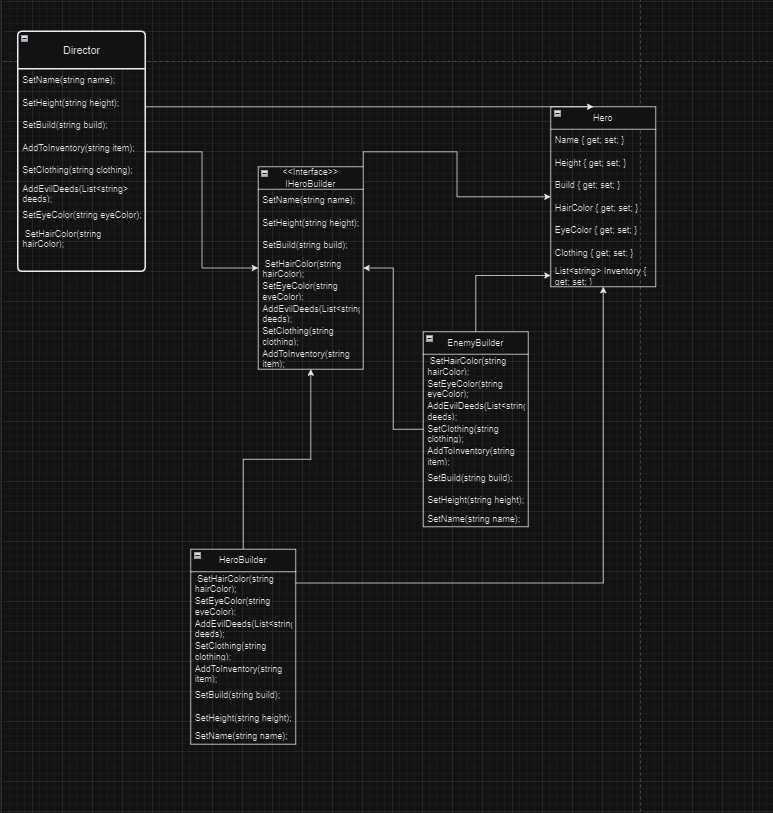 Director
SetName(string name);
SetHeight(string height);
SetBuild(string build);
AddToInventory(string item);
SetClothing(string clothing);
AddEvilDeeds(List<string>
deeds);
SetEyeColor(string eyeColor);
SetHairColor(string
hairColor);
<<Interface>>
IHeroBuilder
SetName(string name);
SetHeight(string height);
SetBuild(string build);
SetHairColor(string
hairColor);
SetEyeColor(string
eyeColor);
AddEvilDeeds(List<string
deeds);
SetClothing(string
clothing);
AddToInventory(string
item);
Hero
Name { get; set; }
Height { get; set; }
Build { get; set; }
HairColor { get; set; }
EyeColor { get; set; }
Clothing { get; set; }
List<string> Inventory {
get; set; }
EnemyBuilder
SetHairColor(string
hairColor);
SetEyeColor(string
eyeColor);
AddEvilDeeds(List<string
deeds);
SetClothing(string
clothing);
AddToInventory(string
item);
SetBuild(string build);
SetHeight(string height);
SetName(string name);
HeroBuilder
SetHairColor(string
hairColor);
SetEyeColor(string
eyeColor);
AddEvilDeeds(List<string
deeds);
SetClothing(string
clothing);
AddToInventory(string
item);
SetBuild(string build);
SetHeight(string height);
SetName(string name);